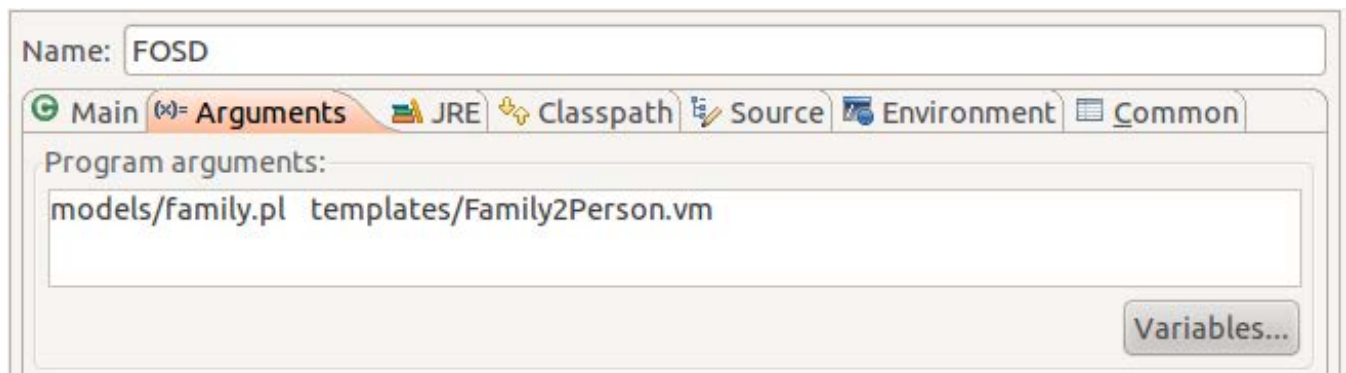 Name: FOSD
Main (x)= Arguments JRE Classpath Source Environment Common
Program arguments:
models/family.pl templates/Family2Person.vm
Variables...